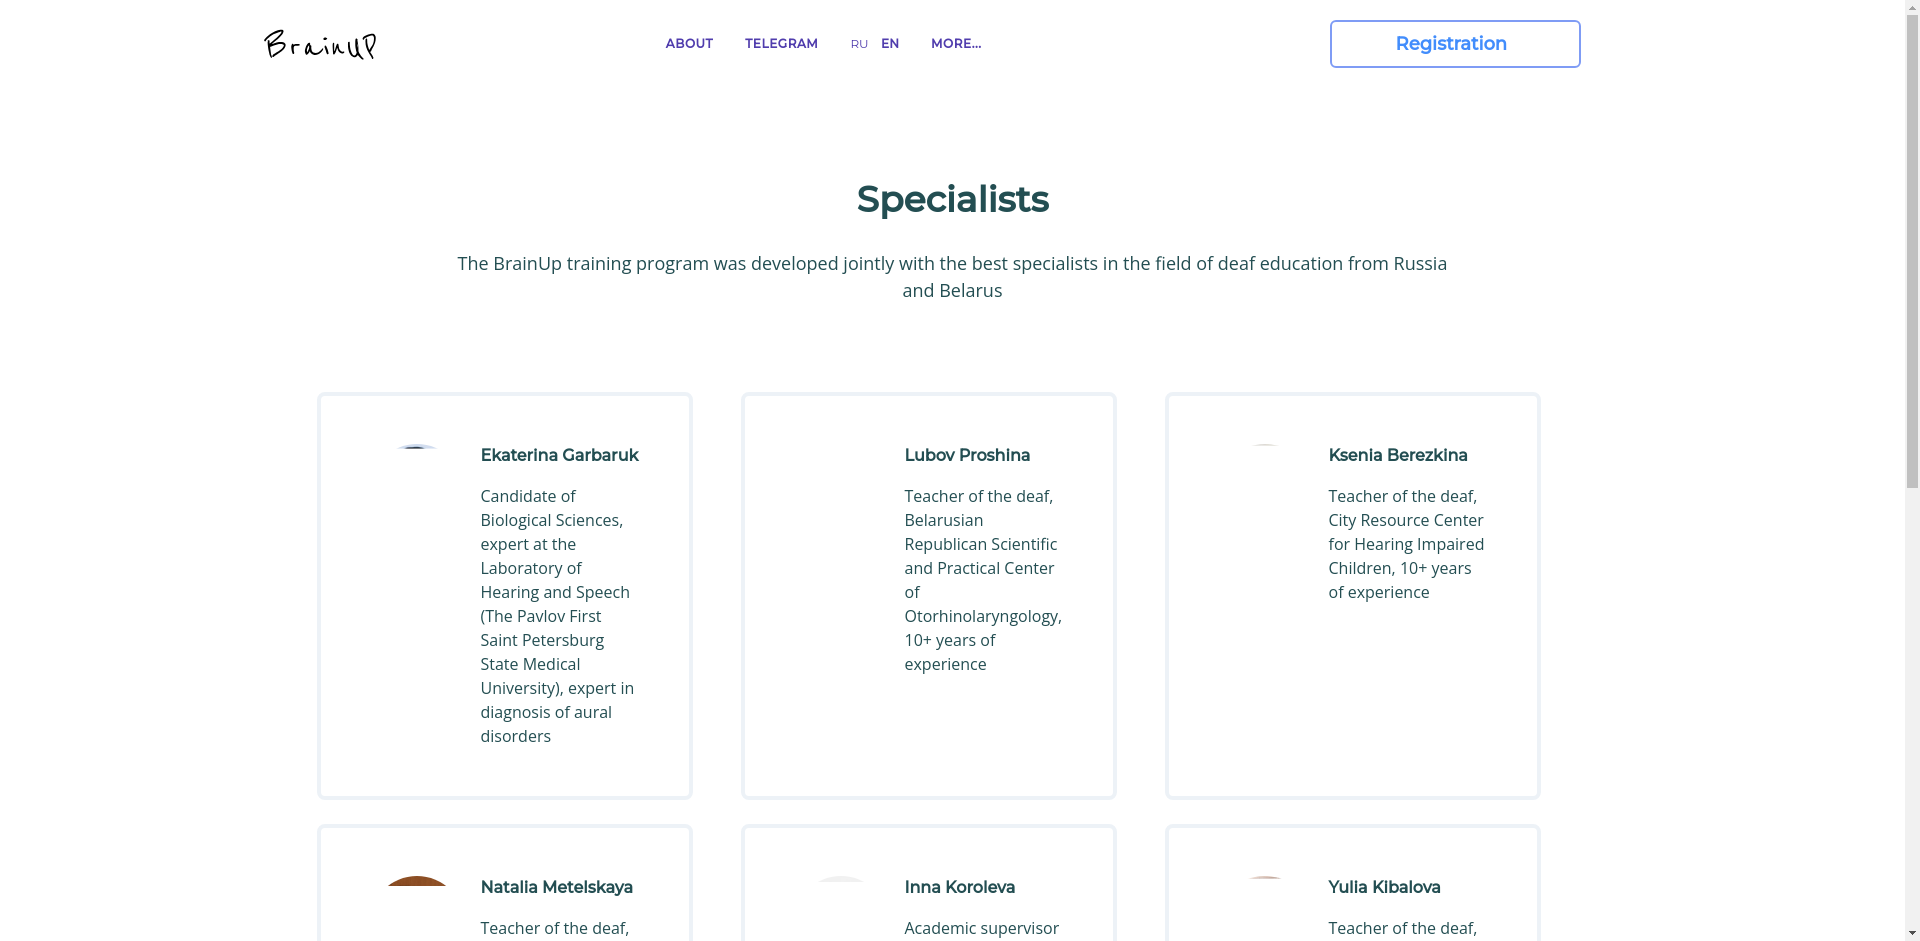 BrainUP
ABOUT
TELEGRAM
RU
EN
MORE...
Registration
Specialists
The BrainUp training program was developed jointly with the best specialists in the field of deaf education from Russia
and Belarus
Ekaterina Garbaruk
Candidate of
Biological Sciences,
expert at the
Laboratory of
Hearing and Speech
(The Pavlov First
Saint Petersburg
State Medical
University), expert in
diagnosis of aural
disorders
Lubov Proshina
Teacher of the deaf,
Belarusian
Republican Scientific
and Practical Center
of
Otorhinolaryngology,
10+ years of
experience
Ksenia Berezkina
Teacher of the deaf,
City Resource Center
for Hearing Impaired
Children, 10+ years
of experience
Natalia Metelskaya
Teacher of the deaf,
Inna Koroleva
Academic supervisor
Yulia Kibalova
Teacher of the deaf,